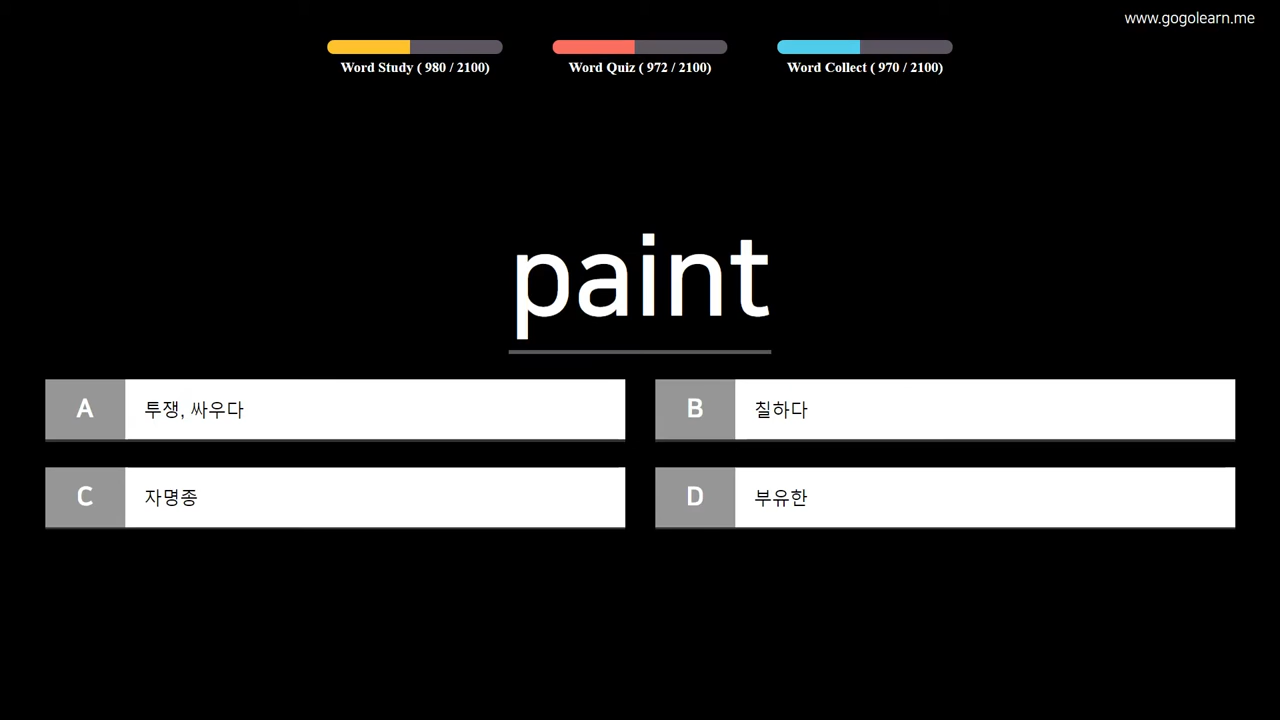 www.gogolearn.me
Word Study ( 980 / 2100)
Word Quiz ( 972 / 2100)
Word Collect ( 970 / 2100)
paint
A 투쟁, 싸우다
B 칠하다
C 자명종
D 부유한